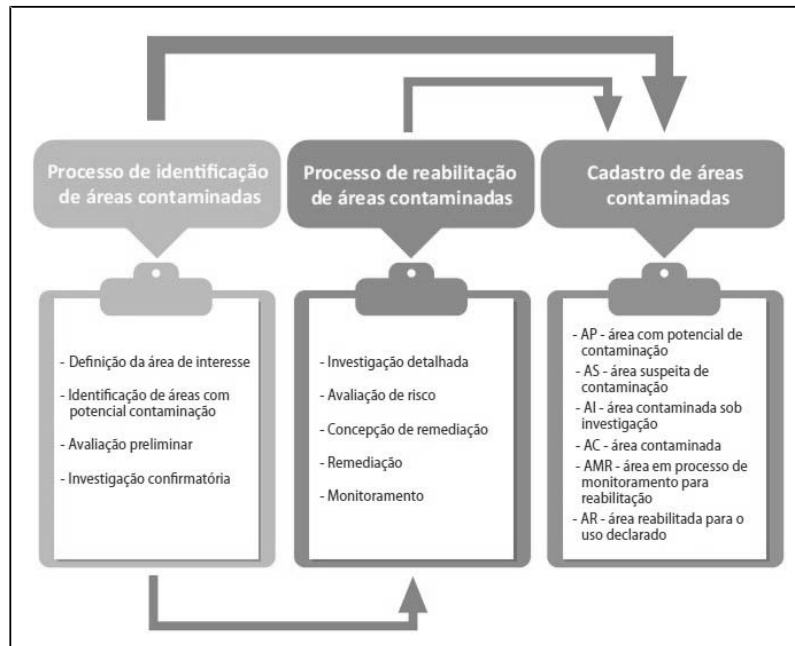 Processo de identificação
de áreas contaminadas
- Definição da área de interesse
- Identificação de áreas com
potencial contaminação
- Avaliação preliminar
- Investigação confirmatória
Processo de reabilitação
de áreas contaminadas
- Investigação detalhada
- Avaliação de risco
- Concepção de remediação
- Remediação
- Monitoramento
Cadastro de áreas
contaminadas
- AP - área com potencial de
contaminação
- AS - área suspeita de
contaminação
- AI - área contaminada sob
investigação
- AC - área contaminada
- AMR - área em processo de
monitoramento para
reabilitação
- AR - área reabilitada para o
uso declarado